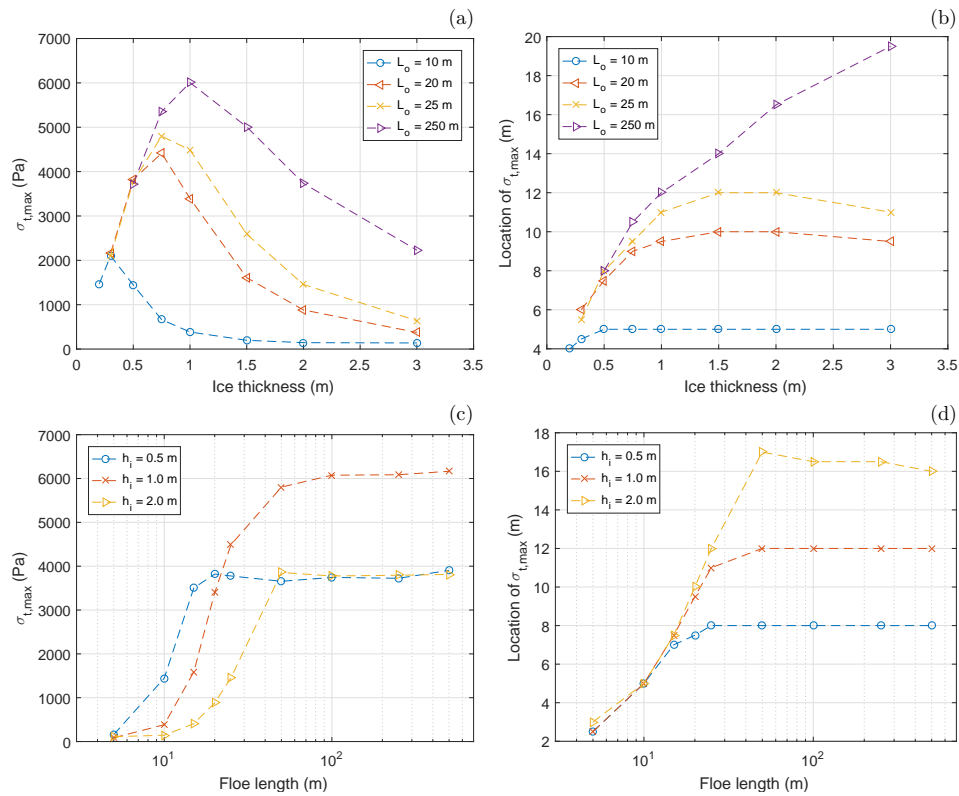 (a)
7000
6000
5000
4000
3000
2000
1000
0
σt,max (Pa)
0 0.5 1 1.5 2 2.5 3 3.5
Ice thickness (m)
Lo = 10 m
Lo = 20 m
Lo = 25 m
Lo = 250 m
(b)
20
18
16
14
12
10
8
6
4
Location of σt,max (m)
0 0.5 1 1.5 2 2.5 3 3.5
Ice thickness (m)
Lo = 10 m
Lo = 20 m
Lo = 25 m
Lo = 250 m
(c)
7000
6000
5000
4000
3000
2000
1000
0
σt,max (Pa)
10^1 10^2
Floe length (m)
hi = 0.5 m
hi = 1.0 m
hi = 2.0 m
(d)
18
16
14
12
10
8
6
4
2
Location of σt,max (m)
10^1 10^2
Floe length (m)
hi = 0.5 m
hi = 1.0 m
hi = 2.0 m